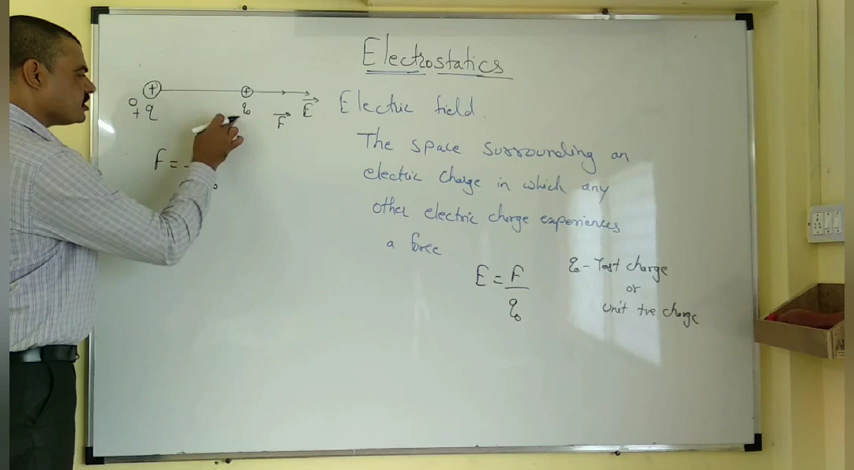 Electrostatics
+ +
O
+q q₀ F E
Electric field
The space surrounding an
electric charge in which any
other electric charge experiences
a force
F =
E = F
q₀
q₀ - Test charge
or
unit +ve charge